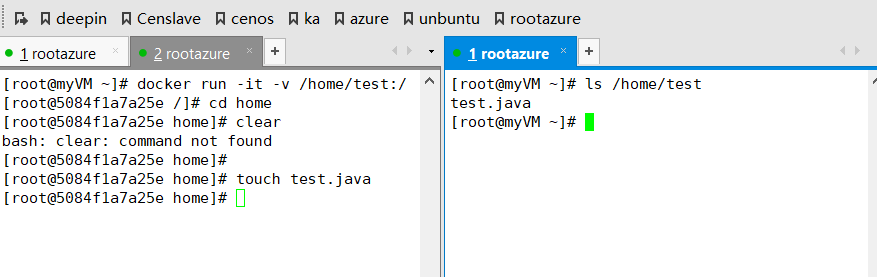 deepin Censlave cenos ka azure unbuntu rootazure
1 rootazure × 2 rootazure × +
[root@myVM ~]# docker run -it -v /home/test:/
[root@5084f1a7a25e /]# cd home
[root@5084f1a7a25e home]# clear
bash: clear: command not found
[root@5084f1a7a25e home]#
[root@5084f1a7a25e home]# touch test.java
[root@5084f1a7a25e home]#
1 rootazure × +
[root@myVM ~]# ls /home/test
test.java
[root@myVM ~]#